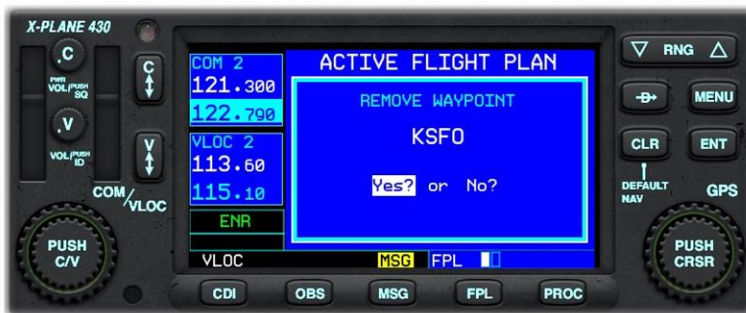 X-PLANE 430
C
PWR
VOL/PUSH
SQ
V
VOL/PUSH
ID
C
V
COM/VLOC
PUSH
C/V
COM 2
121.300
122.790
VLOC 2
113.60
115.10
ENR
VLOC
ACTIVE FLIGHT PLAN
REMOVE WAYPOINT
KSFO
Yes? or No?
MSG FPL
CDI OBS MSG FPL PROC
RNG
D
MENU
CLR ENT
DEFAULT
NAV
GPS
PUSH
CRSR